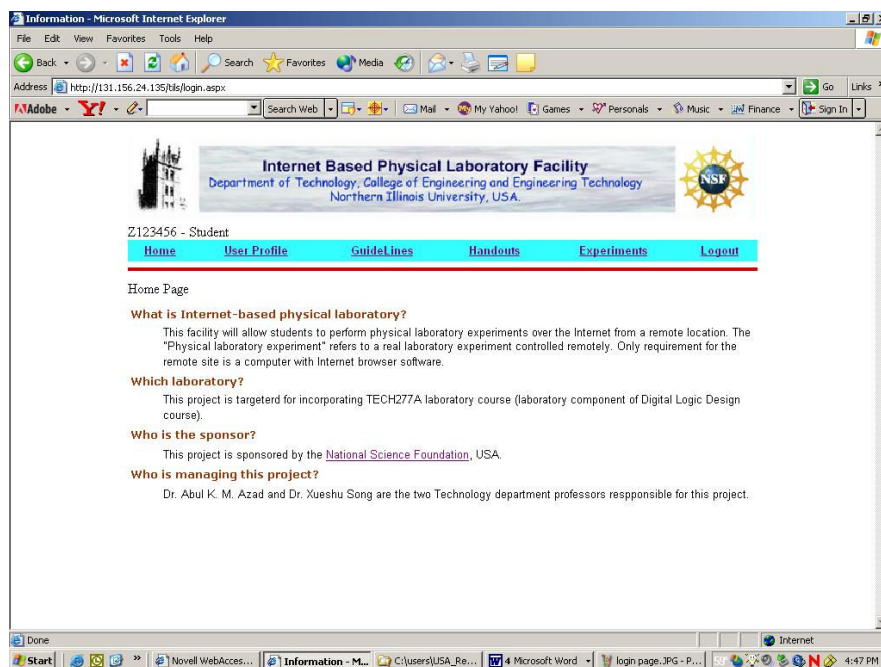 Information - Microsoft Internet Explorer
File Edit View Favorites Tools Help
Back Search Favorites Media
Address http://131.156.24.135/tils/login.aspx Go Links
Adobe Y! Search Web Mail My Yahoo! Games Personals Music Finance Sign In
Internet Based Physical Laboratory Facility
Department of Technology, College of Engineering and Engineering Technology
Northern Illinois University, USA.
NSF
Z123456 - Student
Home User Profile GuideLines Handouts Experiments Logout
Home Page
What is Internet-based physical laboratory?
This facility will allow students to perform physical laboratory experiments over the Internet from a remote location. The
"Physical laboratory experiment" refers to a real laboratory experiment controlled remotely. Only requirement for the
remote site is a computer with Internet browser software.
Which laboratory?
This project is targeterd for incorporating TECH277A laboratory course (laboratory component of Digital Logic Design
course).
Who is the sponsor?
This project is sponsored by the National Science Foundation, USA.
Who is managing this project?
Dr. Abul K. M. Azad and Dr. Xueshu Song are the two Technology department professors respponsible for this project.
Done Internet
Start » Novell WebAcces... Information - M... C:\users\USA_Re... 4 Microsoft Word login page.JPG - P... N 4:47 PM